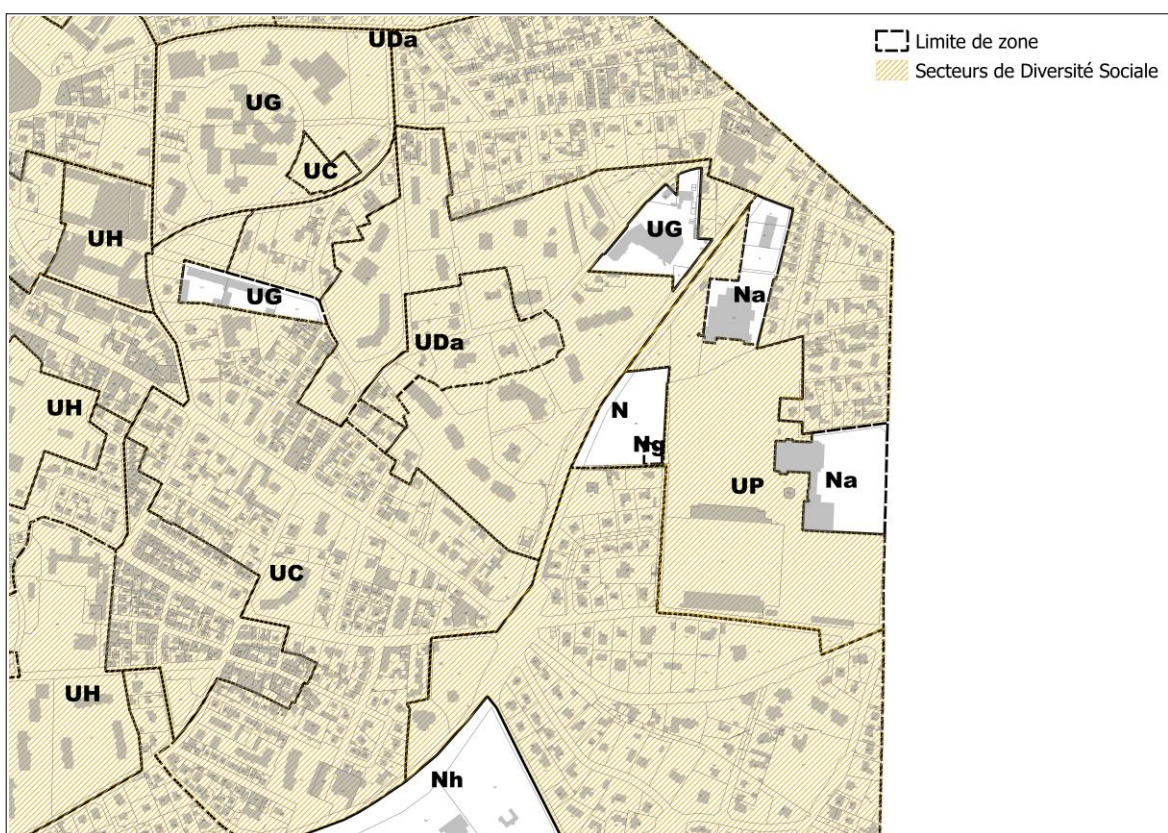 UDa
Limite de zone
Secteurs de Diversité Sociale
UG
UC
UH
UG
UG
Na
UDa
UH
N
Ng
UP
Na
UC
UH
Nh